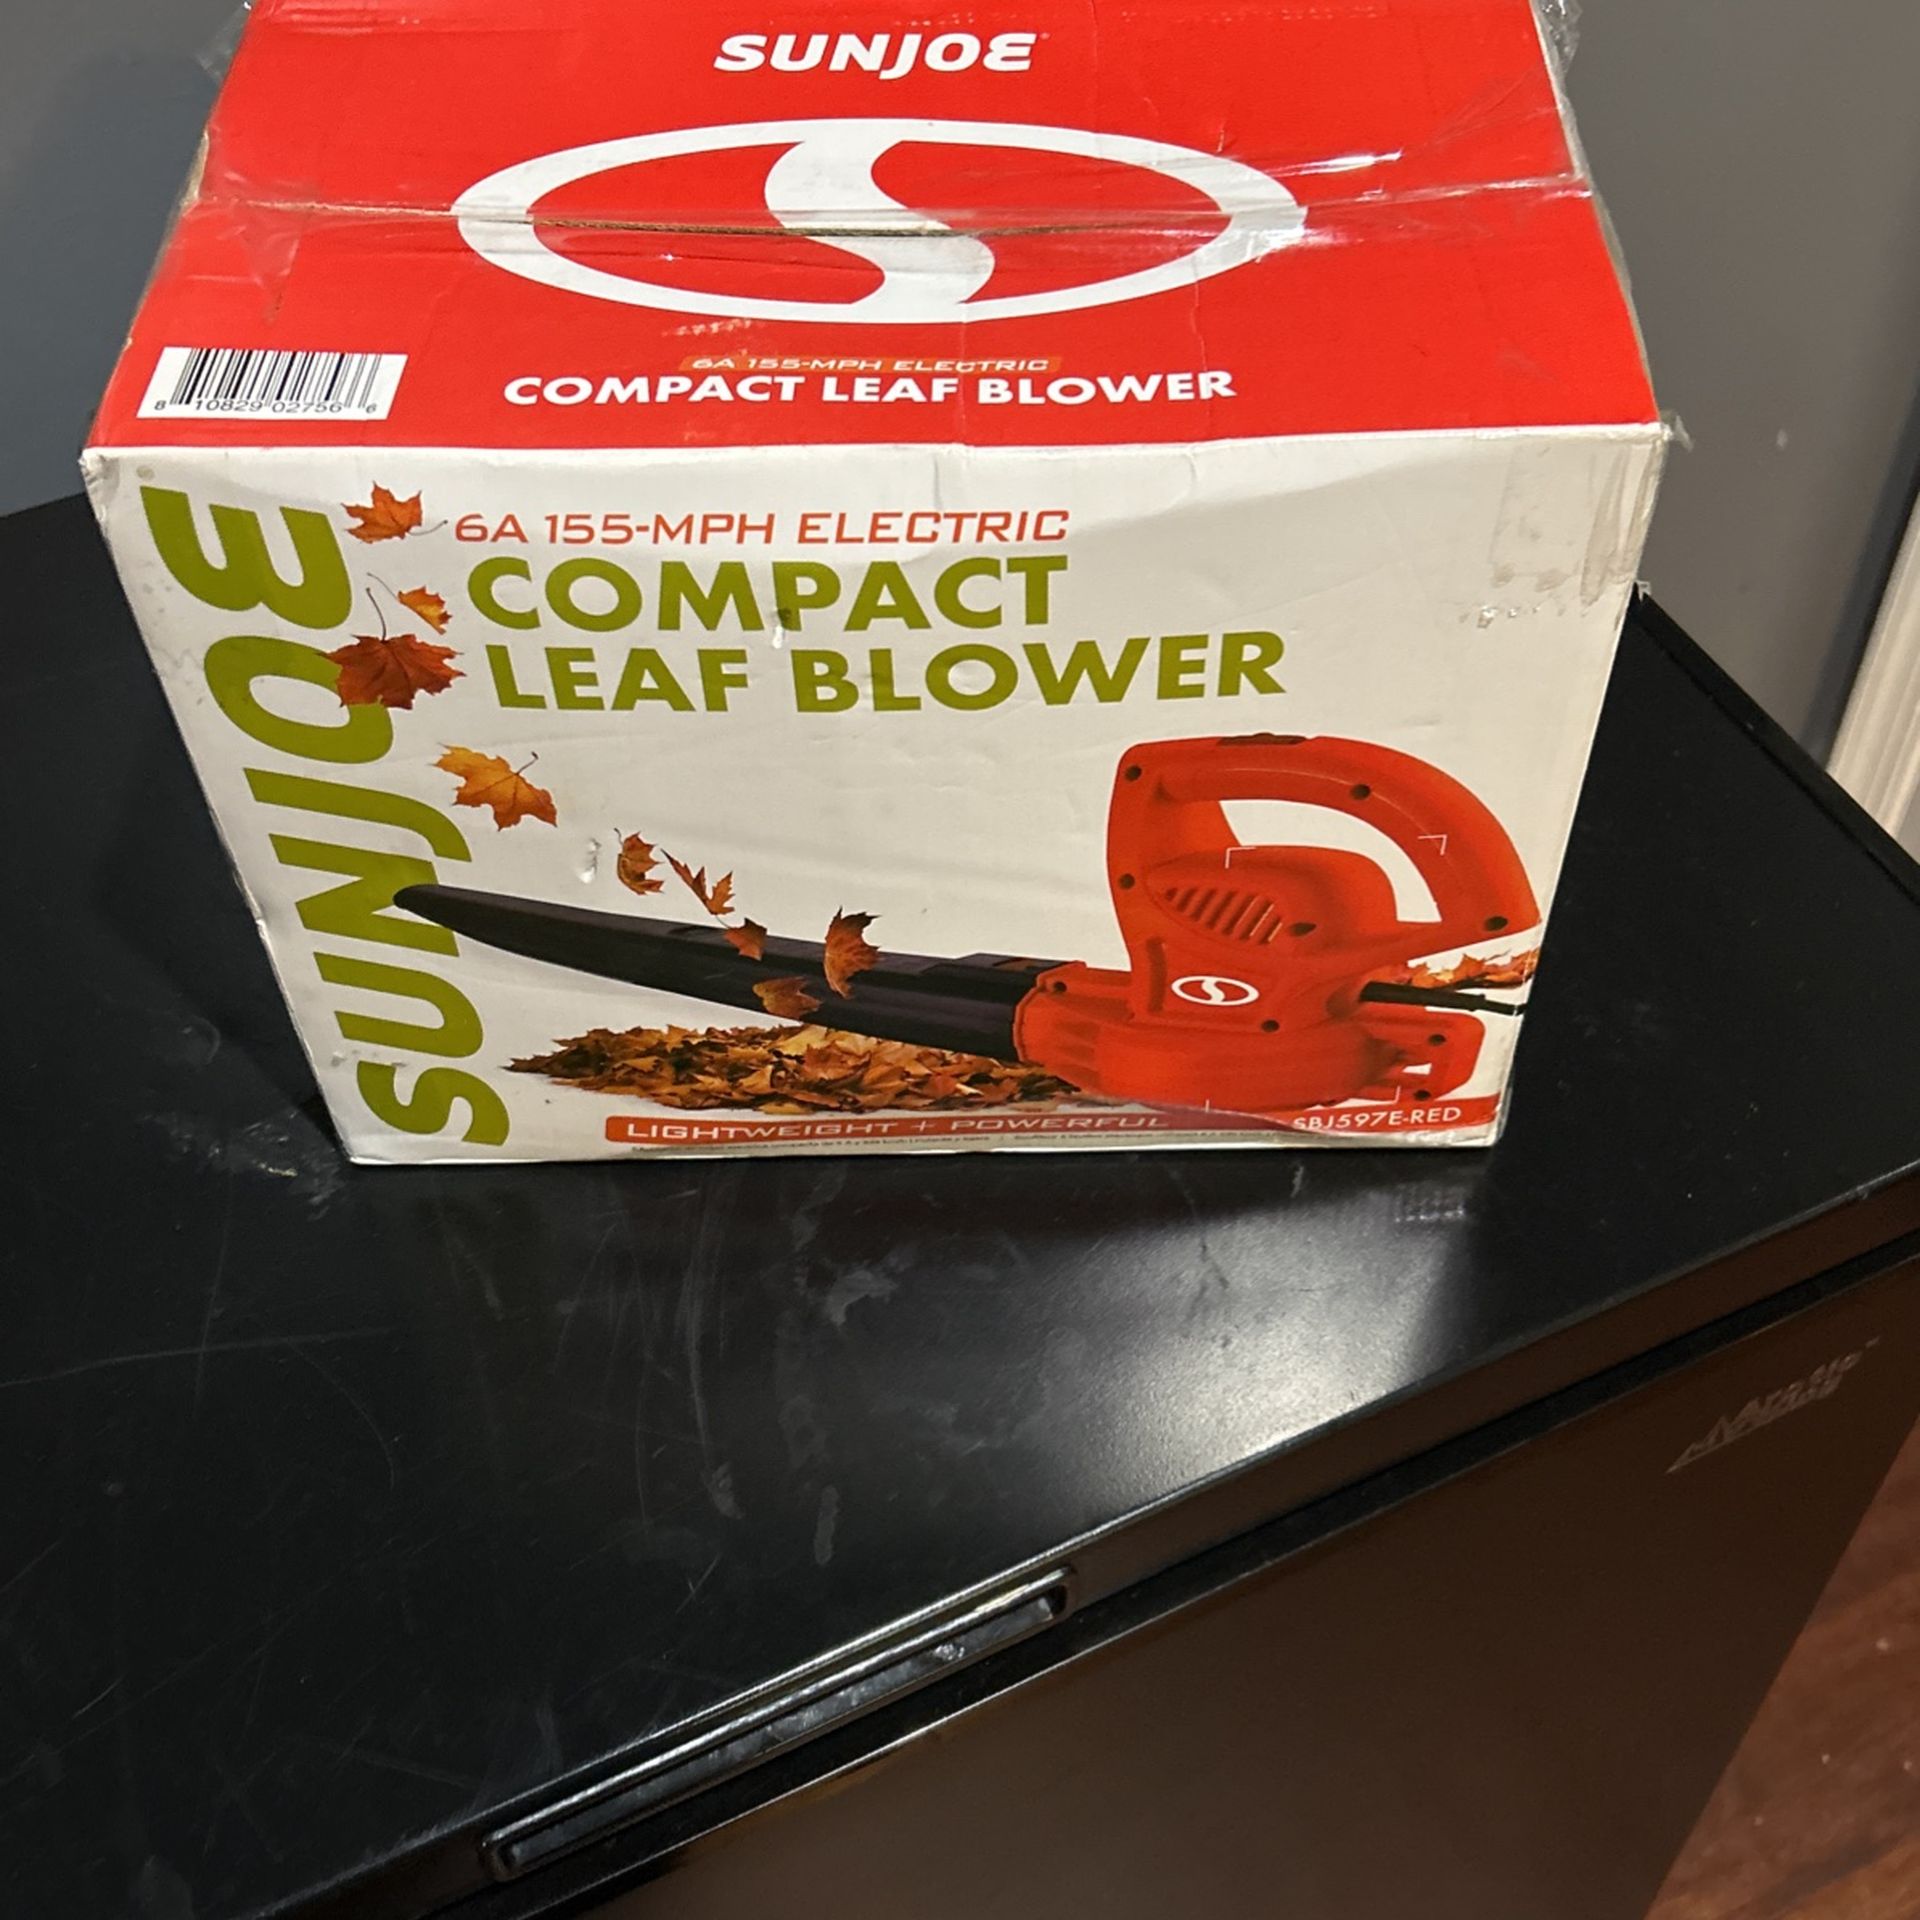 SUNJOE
6A 155-MPH ELECTRIC
COMPACT LEAF BLOWER
8 10829 02756 6
SUNJOE
6A 155-MPH ELECTRIC
COMPACT
LEAF BLOWER
LIGHTWEIGHT + POWERFUL
SBJ597E-RED